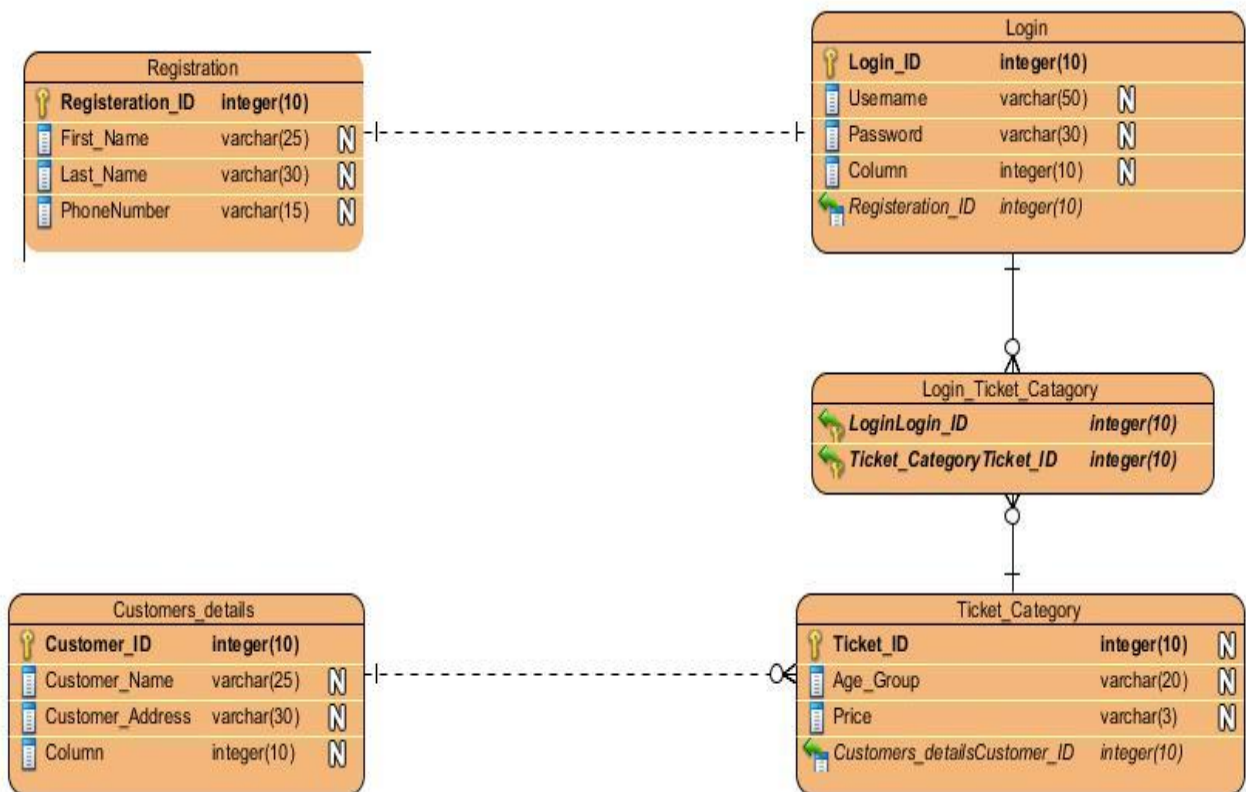 Registration
Registeration_ID integer(10)
First_Name varchar(25) N
Last_Name varchar(30) N
PhoneNumber varchar(15) N
Login
Login_ID integer(10)
Username varchar(50) N
Password varchar(30) N
Column integer(10) N
Registeration_ID integer(10)
Login_Ticket_Catagory
LoginLogin_ID integer(10)
Ticket_CategoryTicket_ID integer(10)
Customers_details
Customer_ID integer(10)
Customer_Name varchar(25) N
Customer_Address varchar(30) N
Column integer(10) N
Ticket_Category
Ticket_ID integer(10) N
Age_Group varchar(20) N
Price varchar(3) N
Customers_detailsCustomer_ID integer(10)